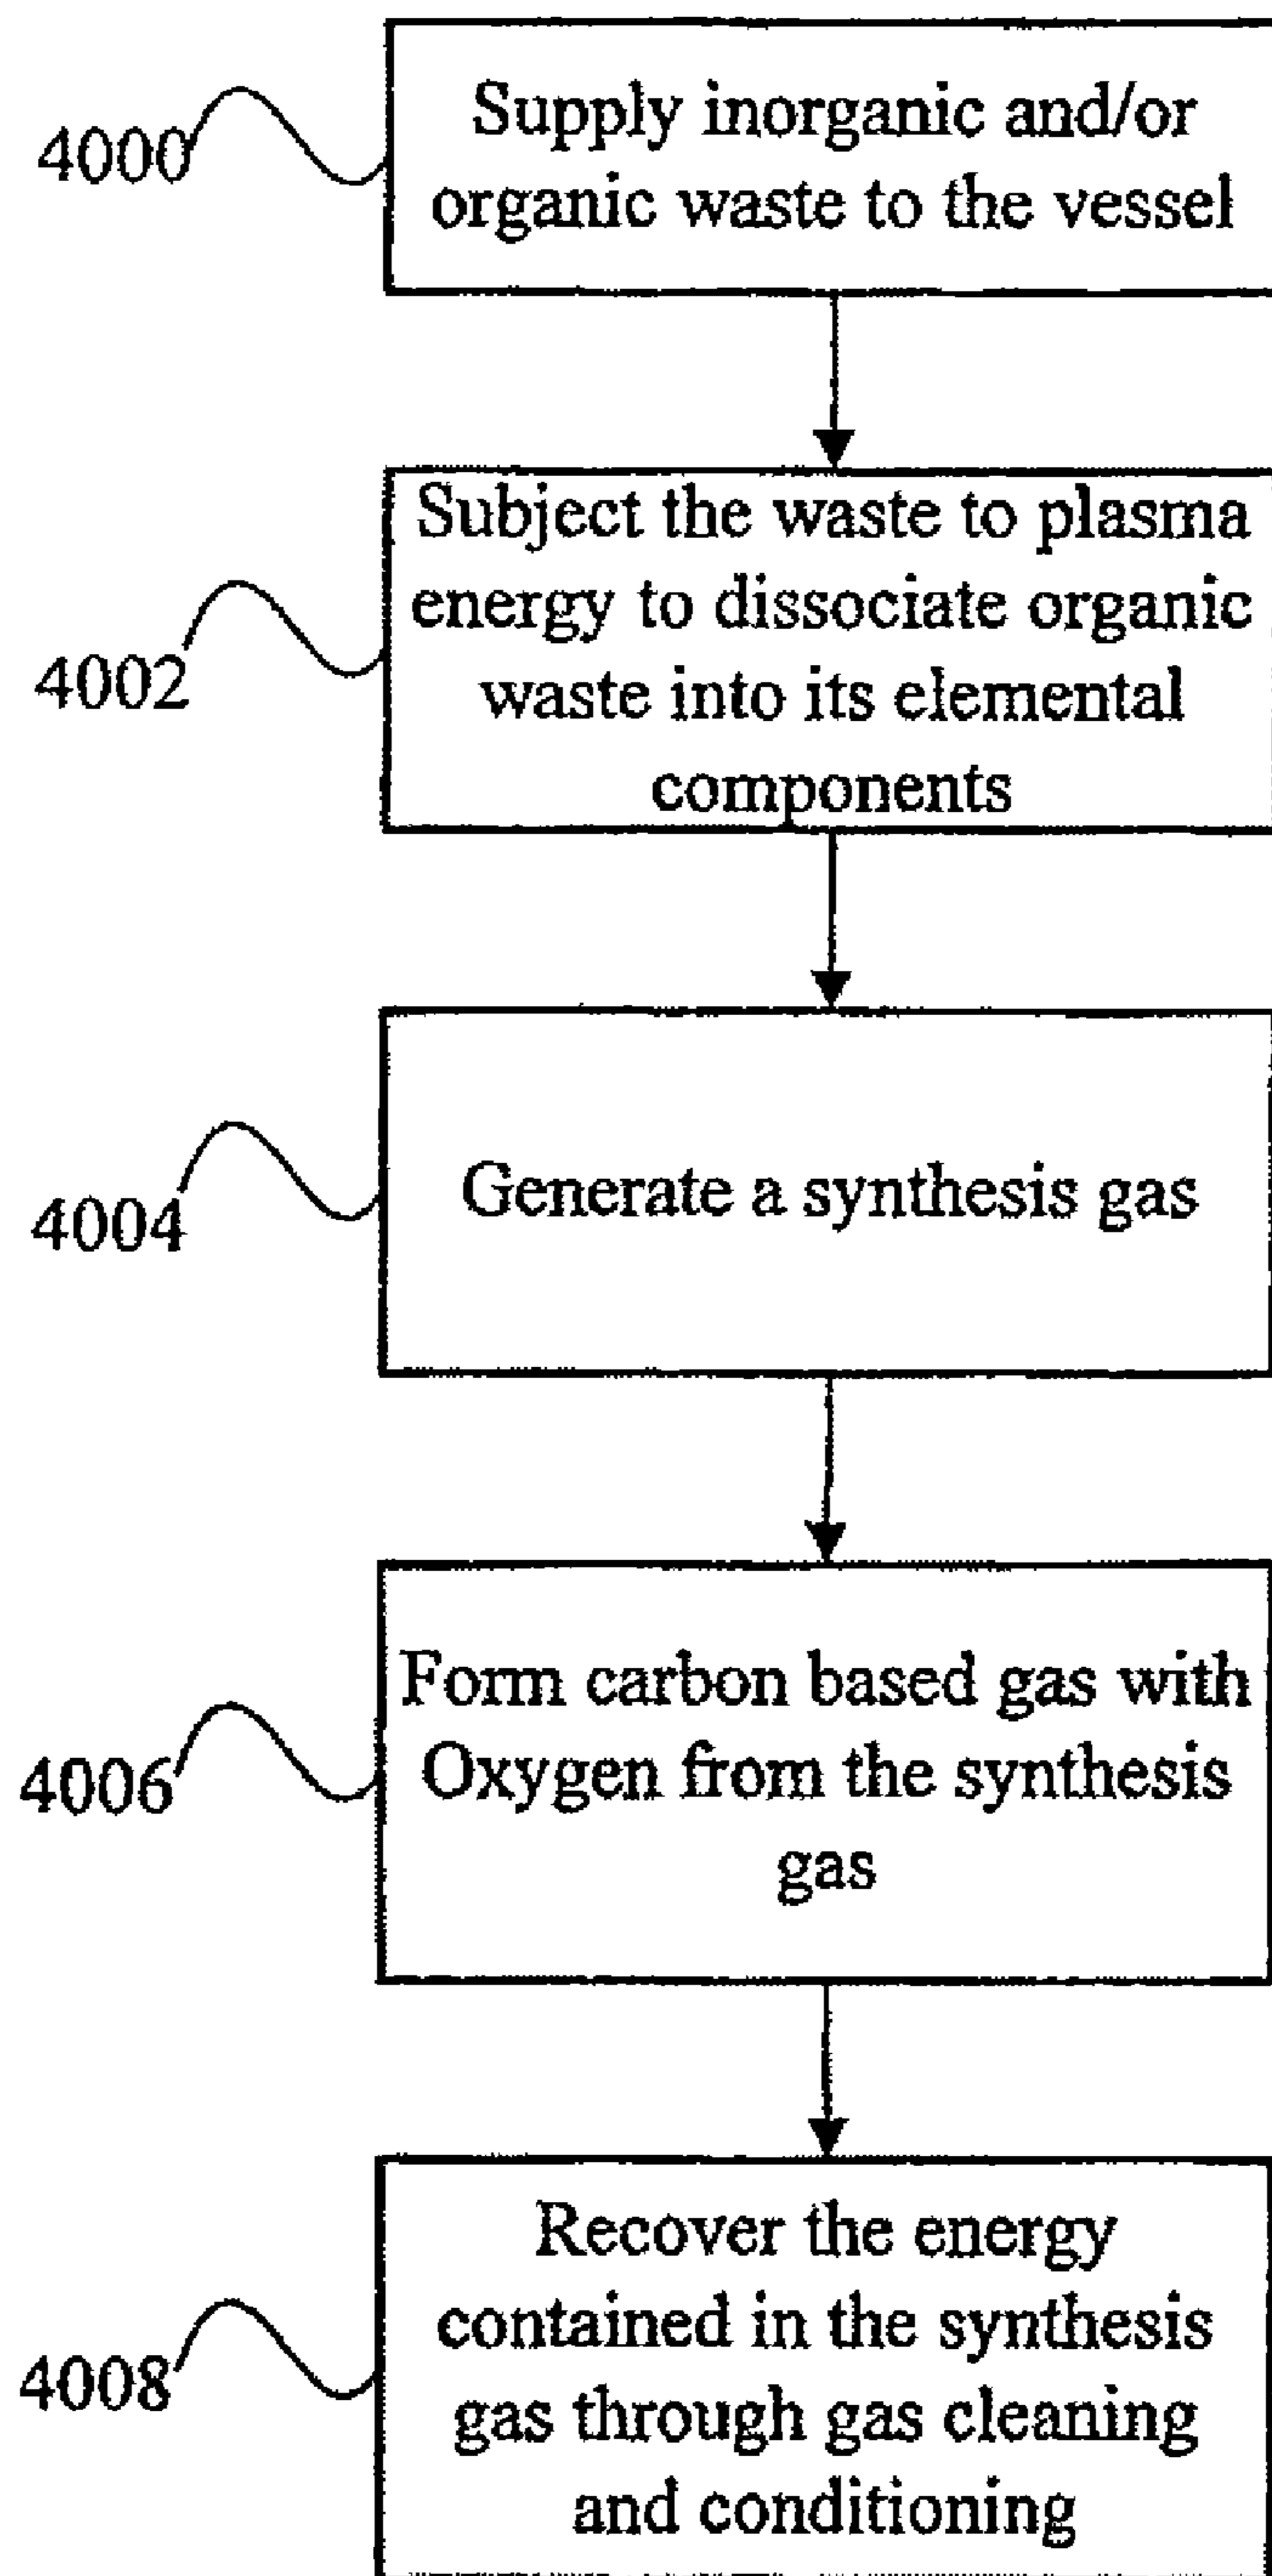 4000
Supply inorganic and/or
organic waste to the vessel
4002
Subject the waste to plasma
energy to dissociate organic
waste into its elemental
components
4004
Generate a synthesis gas
4006
Form carbon based gas with
Oxygen from the synthesis
gas
4008
Recover the energy
contained in the synthesis
gas through gas cleaning
and conditioning